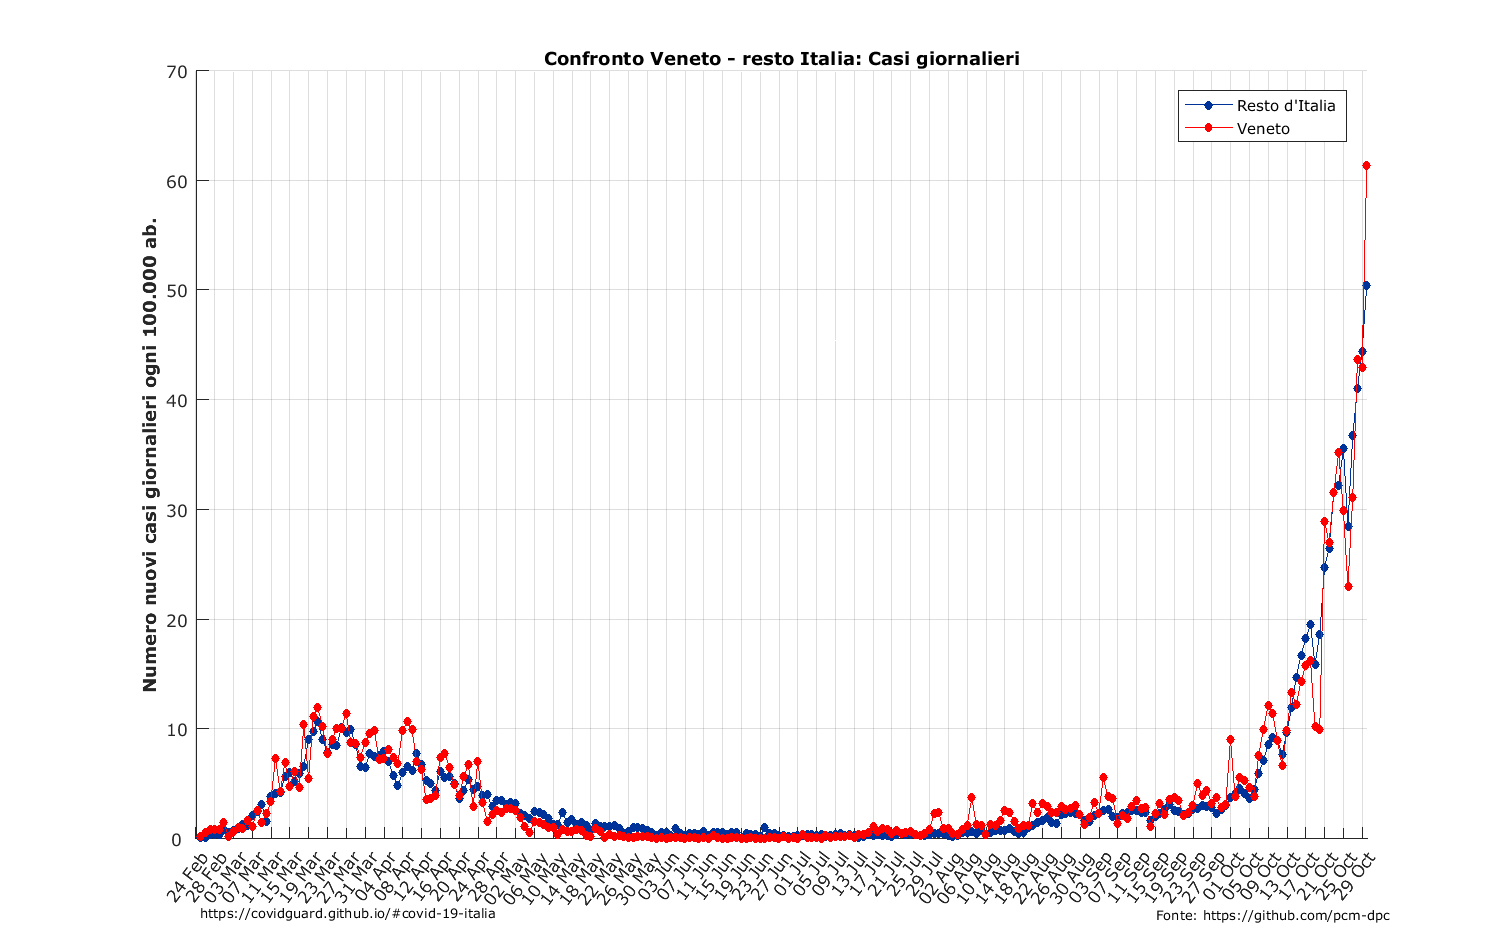 Confronto Veneto - resto Italia: Casi giornalieri
Resto d'Italia
Veneto
Numero nuovi casi giornalieri ogni 100.000 ab.
70
60
50
40
30
20
10
0
24 Feb
28 Feb
03 Mar
07 Mar
11 Mar
15 Mar
19 Mar
23 Mar
27 Mar
31 Mar
04 Apr
08 Apr
12 Apr
16 Apr
20 Apr
24 Apr
28 Apr
02 May
06 May
10 May
14 May
18 May
22 May
26 May
30 May
03 Jun
07 Jun
11 Jun
15 Jun
19 Jun
23 Jun
27 Jun
01 Jul
05 Jul
09 Jul
13 Jul
17 Jul
21 Jul
25 Jul
29 Jul
02 Aug
06 Aug
10 Aug
14 Aug
18 Aug
22 Aug
26 Aug
30 Aug
03 Sep
07 Sep
11 Sep
15 Sep
19 Sep
23 Sep
27 Sep
01 Oct
05 Oct
09 Oct
13 Oct
17 Oct
21 Oct
25 Oct
29 Oct
https://covidguard.github.io/#covid-19-italia
Fonte: https://github.com/pcm-dpc